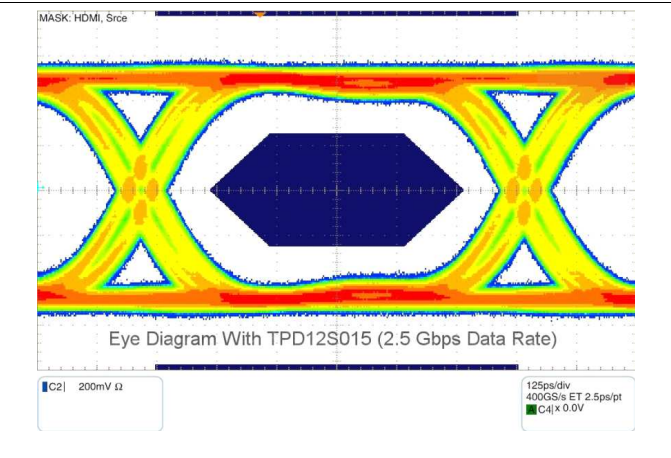 MASK: HDMI, Srce
Eye Diagram With TPD12S015 (2.5 Gbps Data Rate)
C2| 200mV Ω
125ps/div
400GS/s ET 2.5ps/pt
A C4| x 0.0V